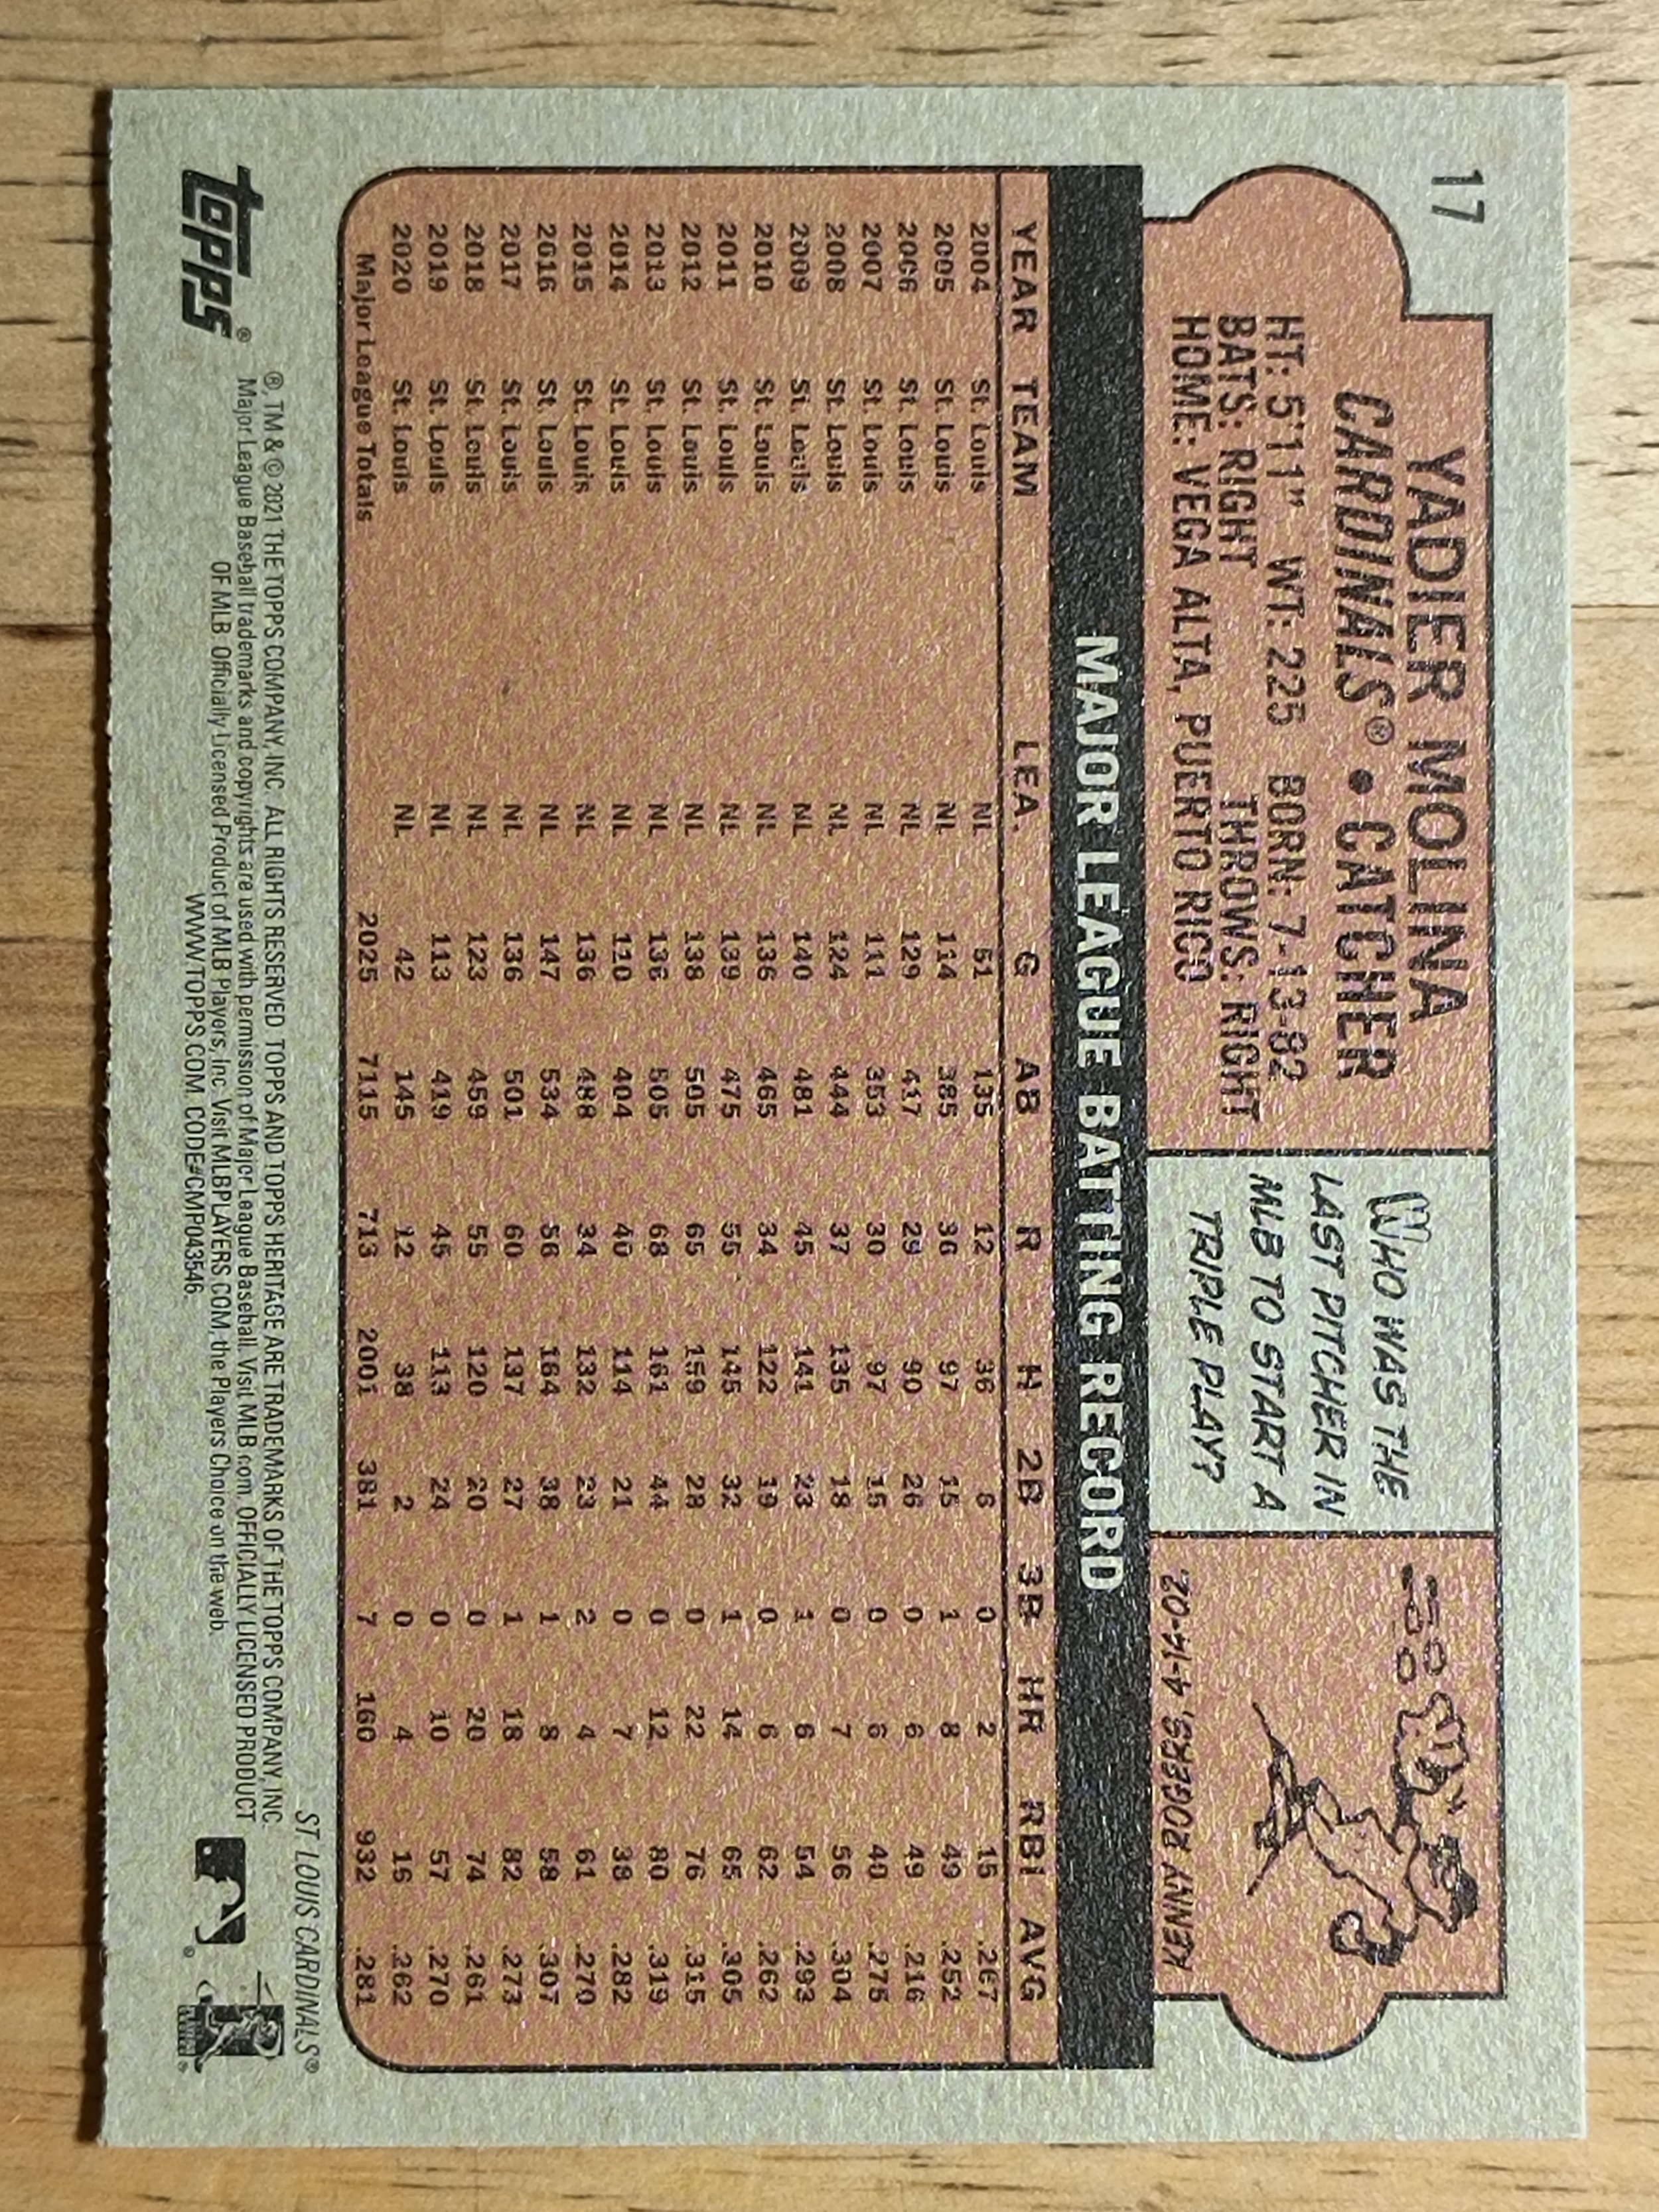 17
YADIER MOLINA
CARDINALS® • CATCHER
HT: 5'11" WT: 225 BORN: 7-13-82
BATS: RIGHT THROWS: RIGHT
HOME: VEGA ALTA, PUERTO RICO
WHO WAS THE
LAST PITCHER IN
MLB TO START A
TRIPLE PLAY?
KENNY ROGERS, 4-14-02.
MAJOR LEAGUE BATTING RECORD
YEAR TEAM LEA. G AB R H 2B 3B HR RBI AVG
2004 St. Louis NL 51 135 12 36 6 0 2 15 .267
2005 St. Louis NL 114 385 36 97 15 1 8 49 .252
2006 St. Louis NL 129 417 29 90 26 0 6 49 .216
2007 St. Louis NL 111 353 30 97 15 0 6 40 .275
2008 St. Louis NL 124 444 37 135 18 0 7 56 .304
2009 St. Louis NL 140 481 45 141 23 1 6 54 .293
2010 St. Louis NL 136 465 34 122 19 0 6 62 .262
2011 St. Louis NL 139 475 55 145 32 1 14 65 .305
2012 St. Louis NL 138 505 65 159 28 0 22 76 .315
2013 St. Louis NL 136 505 68 161 44 0 12 80 .319
2014 St. Louis NL 110 404 40 114 21 0 7 38 .282
2015 St. Louis NL 136 488 34 132 23 2 4 61 .270
2016 St. Louis NL 147 534 56 164 38 1 8 58 .307
2017 St. Louis NL 136 501 60 137 27 1 18 82 .273
2018 St. Louis NL 123 459 55 120 20 0 20 74 .261
2019 St. Louis NL 113 419 45 113 24 0 10 57 .270
2020 St. Louis NL 42 145 12 38 2 0 4 16 .262
Major League Totals 2025 7115 713 2001 381 7 160 932 .281
ST LOUIS CARDINALS®
topps®
®, TM & © 2021 THE TOPPS COMPANY, INC. ALL RIGHTS RESERVED. TOPPS AND TOPPS HERITAGE ARE TRADEMARKS OF THE TOPPS COMPANY, INC.
Major League Baseball trademarks and copyrights are used with permission of Major League Baseball. Visit MLB.com. OFFICIALLY LICENSED PRODUCT
OF MLB Players, Inc. Officially Licensed Product of MLB Players, Inc. Visit MLBPLAYERS.COM, the Players Choice on the web.
WWW.TOPPS.COM. CODE#CMP043546.